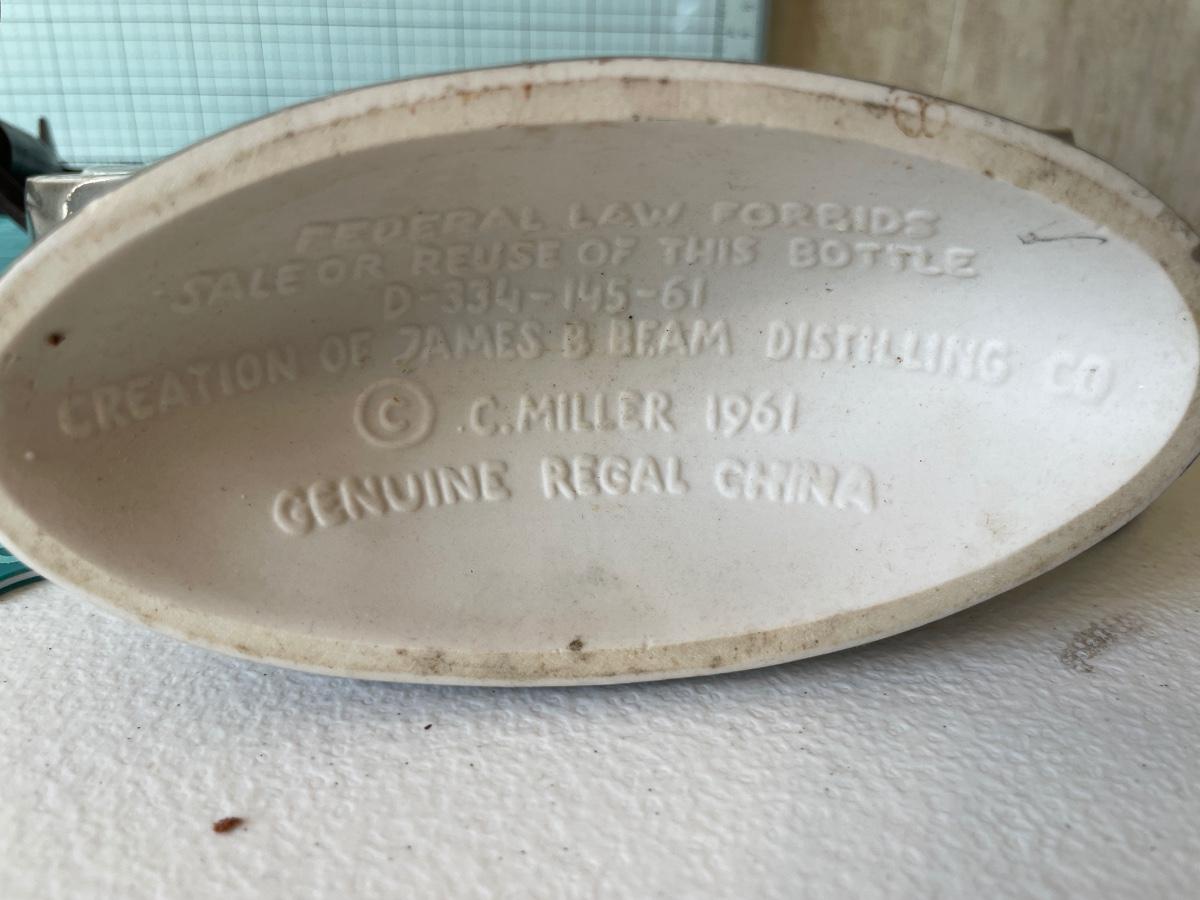 FEDERAL LAW FORBIDS
SALE OR REUSE OF THIS BOTTLE
D-334-145-61
CREATION OF JAMES B BEAM DISTILLING CO
© .C. MILLER 1961
GENUINE REGAL CHINA